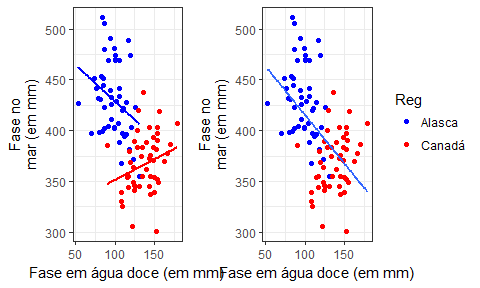 500
450
400
350
300
Fase no
mar (em mm)
50
100
150
Fase em água doce (em mm)
500
450
400
350
300
Fase no
mar (em mm)
50
100
150
Fase em água doce (em mm)
Reg
Alasca
Canadá